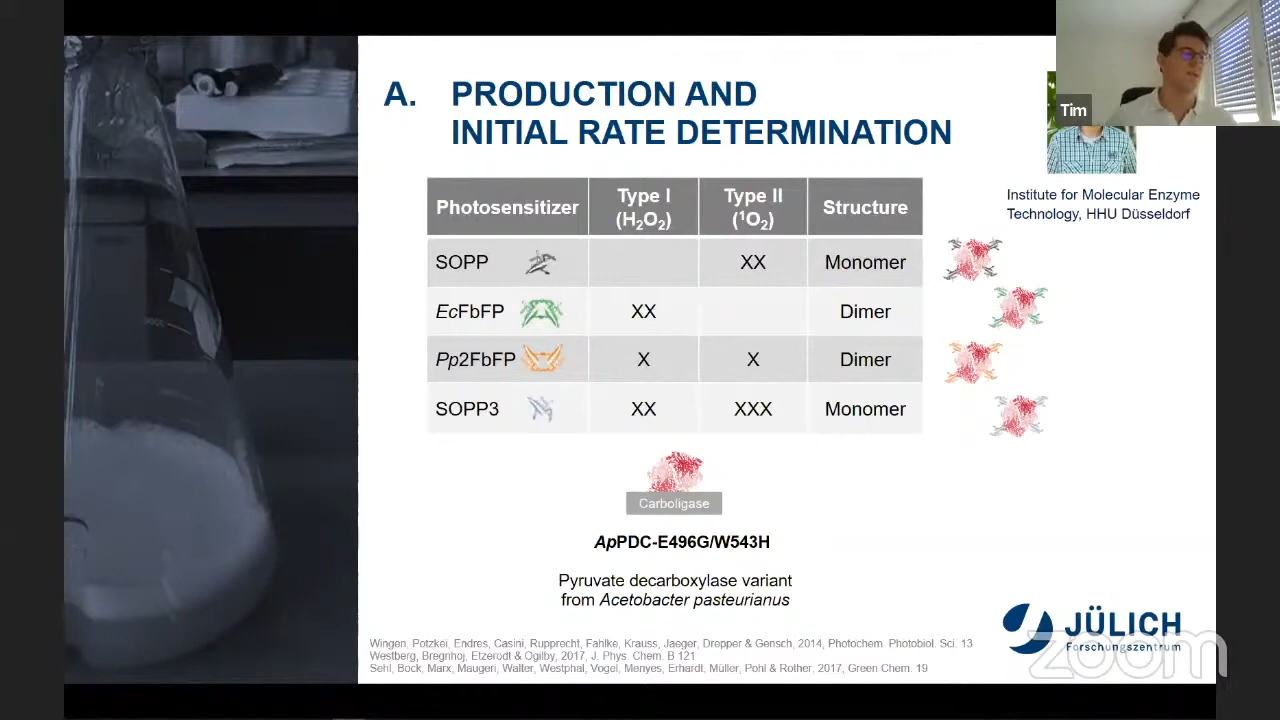 A. PRODUCTION AND
INITIAL RATE DETERMINATION
Tim
Institute for Molecular Enzyme
Technology, HHU Düsseldorf
Photosensitizer Type I (H₂O₂) Type II (¹O₂) Structure
SOPP XX Monomer
EcFbFP XX Dimer
Pp2FbFP X X Dimer
SOPP3 XX XXX Monomer
Carboligase
ApPDC-E496G/W543H
Pyruvate decarboxylase variant
from Acetobacter pasteurianus
Wingen, Potzkei, Endres, Casini, Rupprecht, Fahlke, Krauss, Jaeger, Drepper & Gensch, 2014, Photochem. Photobiol. Sci. 13
Westberg, Bregnhoj, Etzerodt & Ogilby, 2017, J. Phys. Chem. B 121
Sehl, Bock, Marx, Maugeri, Walter, Westphal, Vogel, Menyes, Erhardt, Müller, Pohl & Rother, 2017, Green Chem. 19
JÜLICH
Forschungszentrum
zoom